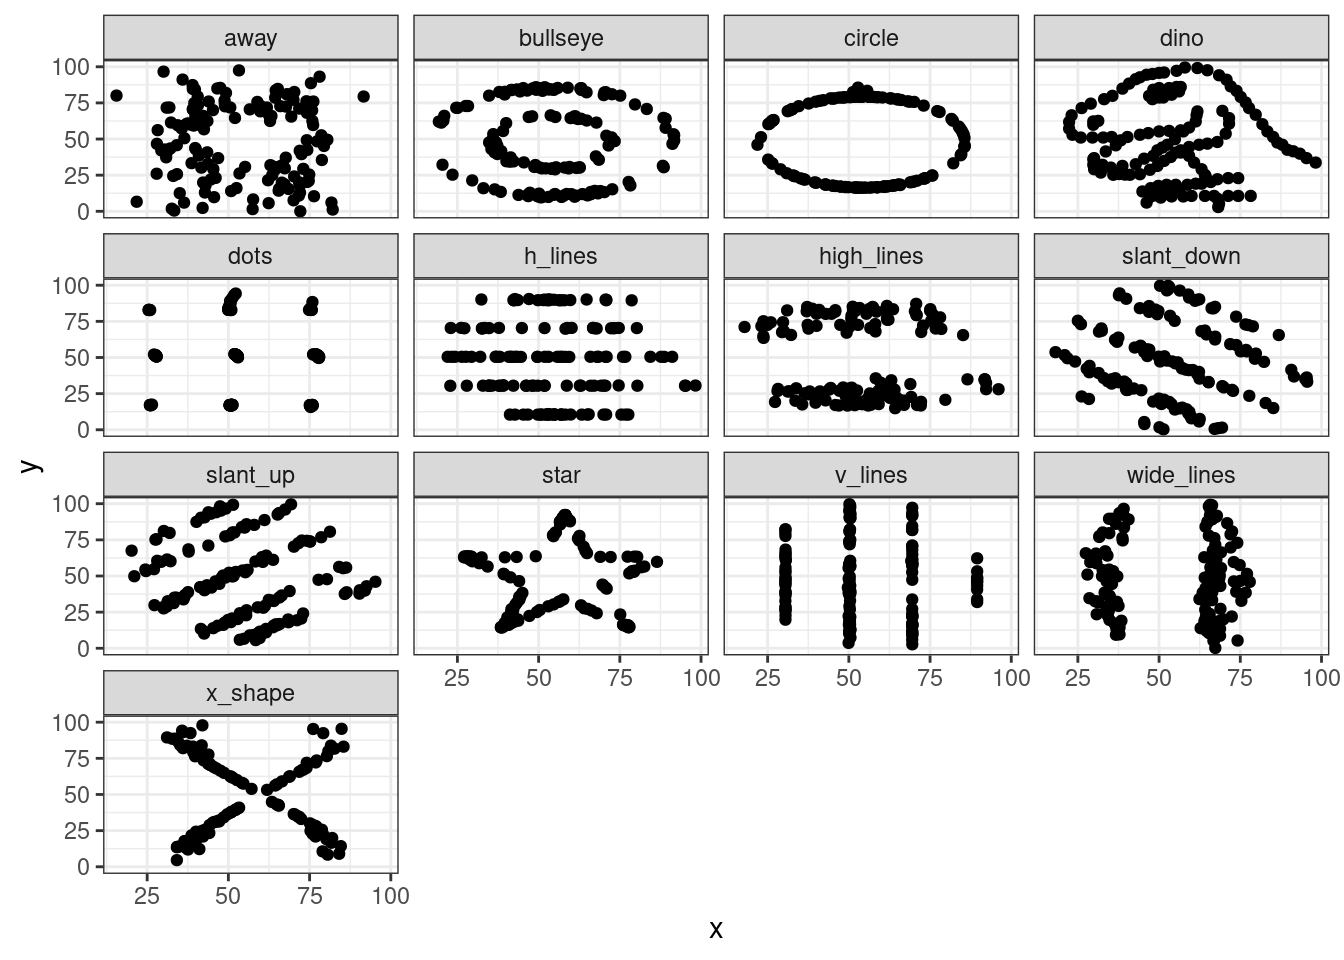 away bullseye circle dino
100
75
50
25
0
dots h_lines high_lines slant_down
100
75
50
25
0
slant_up star v_lines wide_lines
100
75
50
25
0
25 50 75 100 25 50 75 100 25 50 75 100
x_shape
100
75
50
25
0
25 50 75 100
x
y